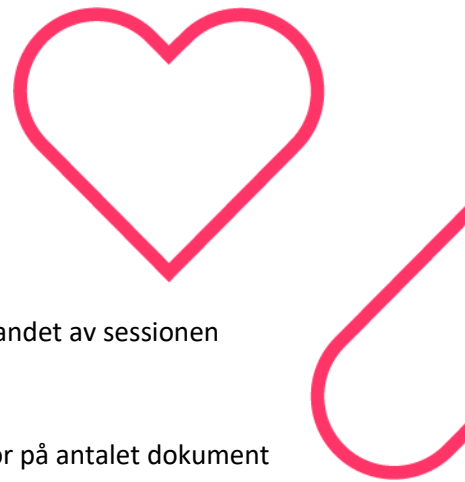 andet av sessionen
or på antalet dokument